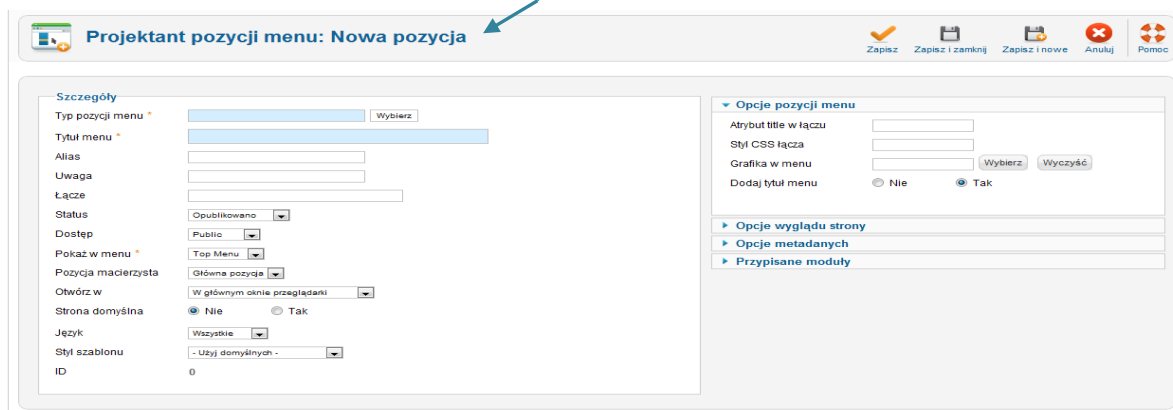 Projektant pozycji menu: Nowa pozycja
Zapisz Zapisz i zamknij Zapisz i nowe Anuluj Pomoc
Szczegóły
Typ pozycji menu * Wybierz
Tytuł menu *
Alias
Uwaga
Łącze
Status Opublikowano
Dostęp Public
Pokaż w menu * Top Menu
Pozycja macierzysta Główna pozycja
Otwórz w W głównym oknie przeglądarki
Strona domyślna Nie Tak
Język Wszystkie
Styl szablonu - Użyj domyślnych -
ID 0
Opcje pozycji menu
Atrybut title w łączu
Styl CSS łącza
Grafika w menu Wybierz Wyczyść
Dodaj tytuł menu Nie Tak
Opcje wyglądu strony
Opcje metadanych
Przypisane moduły